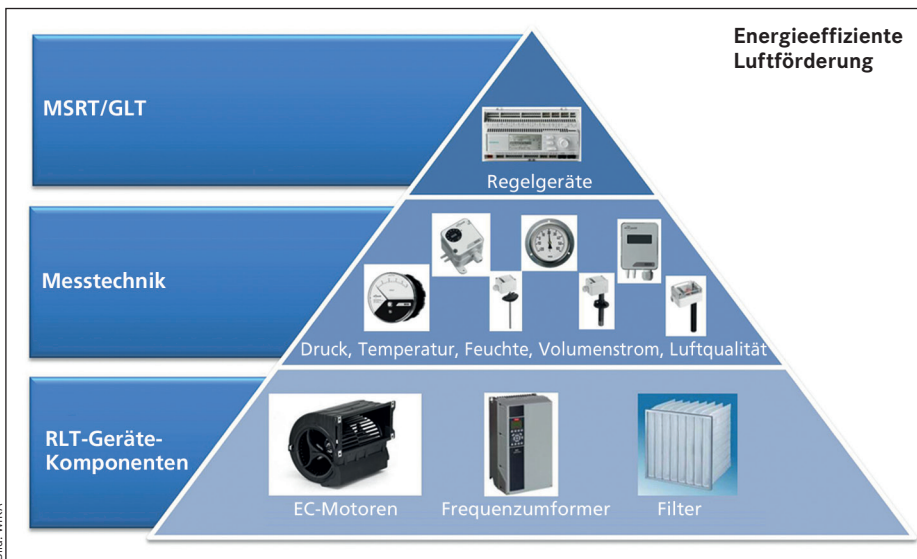 Energieeffiziente
Luftförderung
MSRT/GLT
Regelgeräte
Messtechnik
Druck, Temperatur, Feuchte, Volumenstrom, Luftqualität
RLT-Geräte-
Komponenten
EC-Motoren
Frequenzumformer
Filter